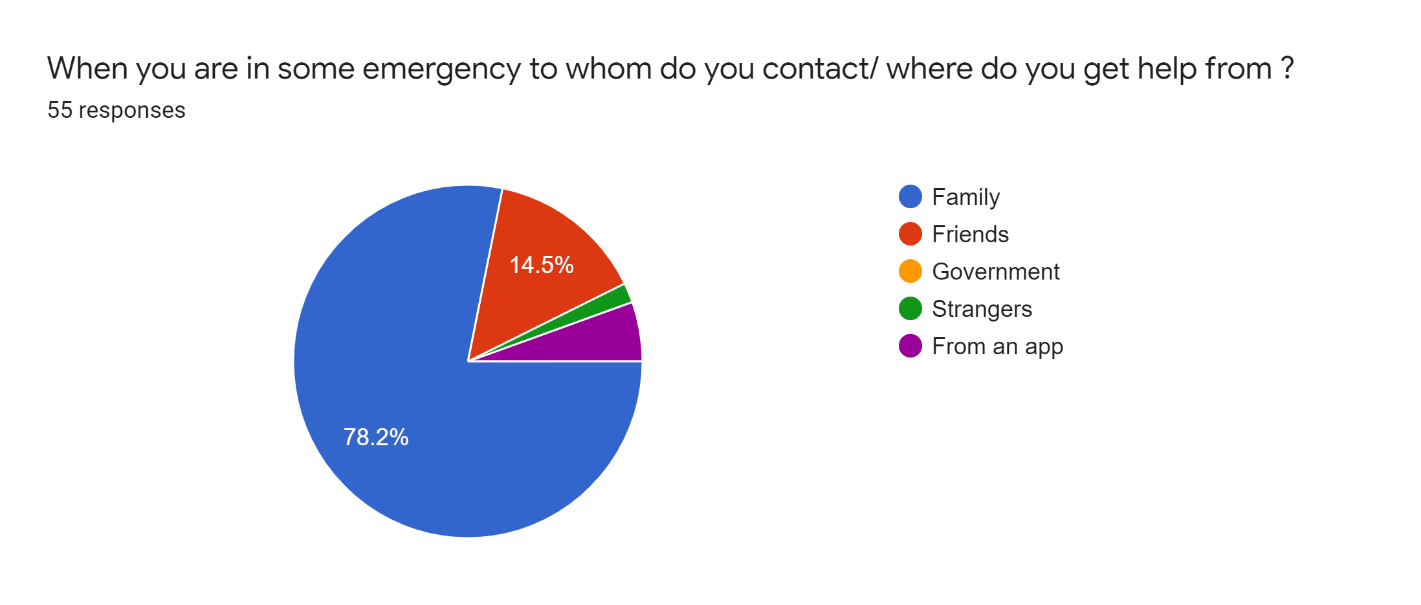 When you are in some emergency to whom do you contact/ where do you get help from ?
55 responses
Family
Friends
Government
Strangers
From an app
14.5%
78.2%